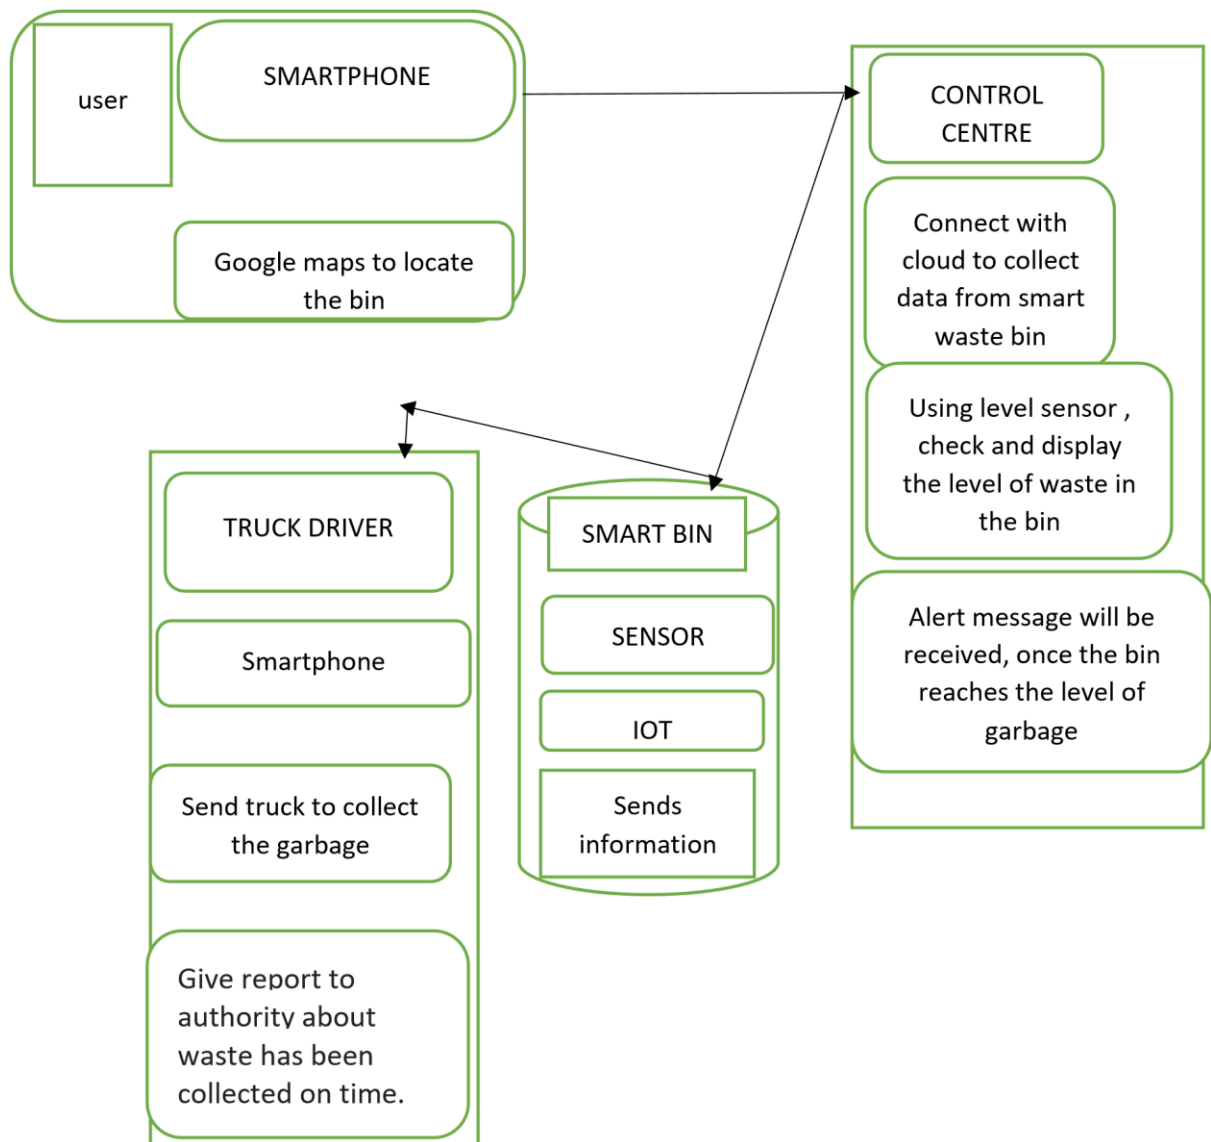 user
SMARTPHONE
Google maps to locate
the bin
CONTROL
CENTRE
Connect with
cloud to collect
data from smart
waste bin
Using level sensor ,
check and display
the level of waste in
the bin
Alert message will be
received, once the bin
reaches the level of
garbage
TRUCK DRIVER
Smartphone
Send truck to collect
the garbage
Give report to
authority about
waste has been
collected on time.
SMART BIN
SENSOR
IOT
Sends
information